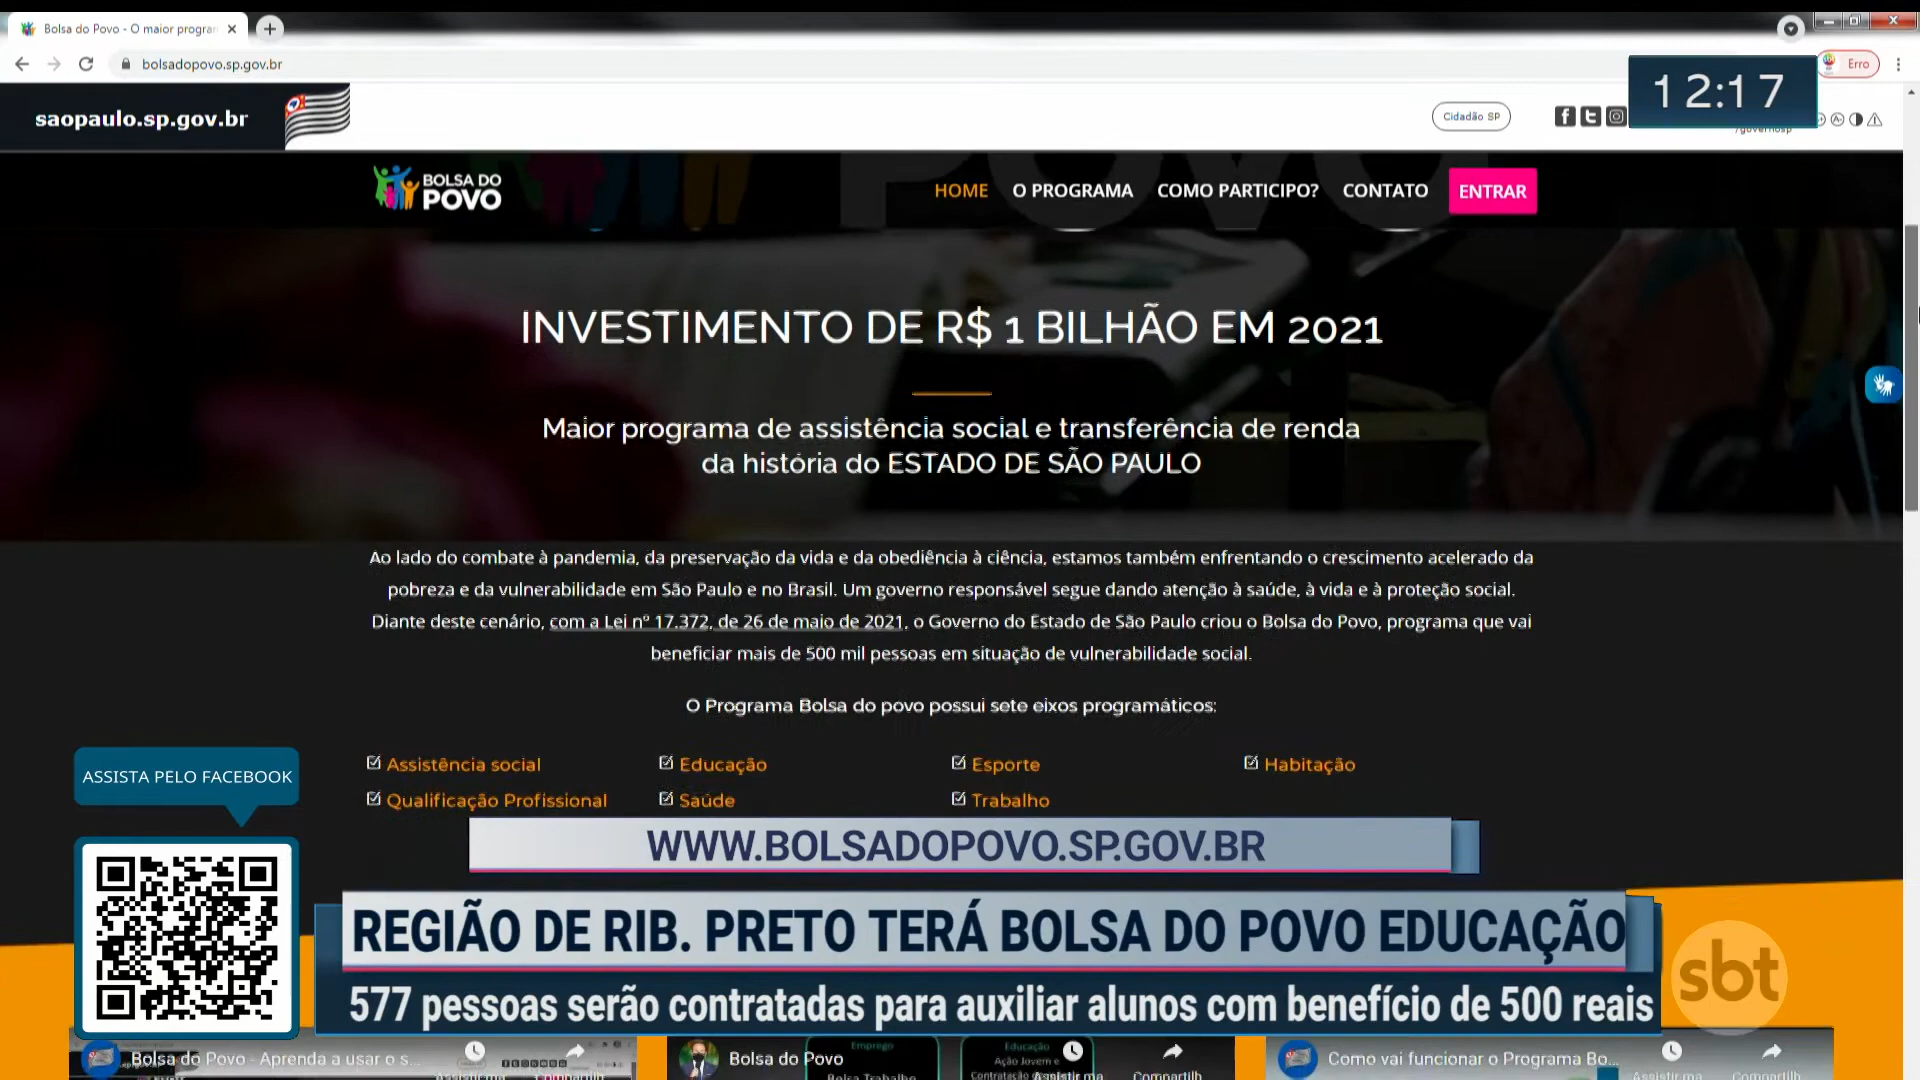 Bolsa do Povo - O maior progra
bolsadopovo.sp.gov.br
Erro
12:17
saopaulo.sp.gov.br
Cidadão SP
/governosp
BOLSA DO
POVO
HOME
O PROGRAMA
COMO PARTICIPO?
CONTATO
ENTRAR
INVESTIMENTO DE R$ 1 BILHÃO EM 2021
Maior programa de assistência social e transferência de renda
da história do ESTADO DE SÃO PAULO
Ao lado do combate à pandemia, da preservação da vida e da obediência à ciência, estamos também enfrentando o crescimento acelerado da
pobreza e da vulnerabilidade em São Paulo e no Brasil. Um governo responsável segue dando atenção à saúde, à vida e à proteção social.
Diante deste cenário, com a Lei nº 17.372, de 26 de maio de 2021, o Governo do Estado de São Paulo criou o Bolsa do Povo, programa que vai
beneficiar mais de 500 mil pessoas em situação de vulnerabilidade social.
O Programa Bolsa do povo possui sete eixos programáticos:
Assistência social
Educação
Esporte
Habitação
Qualificação Profissional
Saúde
Trabalho
ASSISTA PELO FACEBOOK
WWW.BOLSADOPOVO.SP.GOV.BR
REGIÃO DE RIB. PRETO TERÁ BOLSA DO POVO EDUCAÇÃO
577 pessoas serão contratadas para auxiliar alunos com benefício de 500 reais
sbt
Bolsa do Povo - Aprenda a usar o s...
Bolsa do Povo
Emprego
Bolsa Trabalho
Educação
Ação Jovem e
Como vai funcionar o Programa Bo...